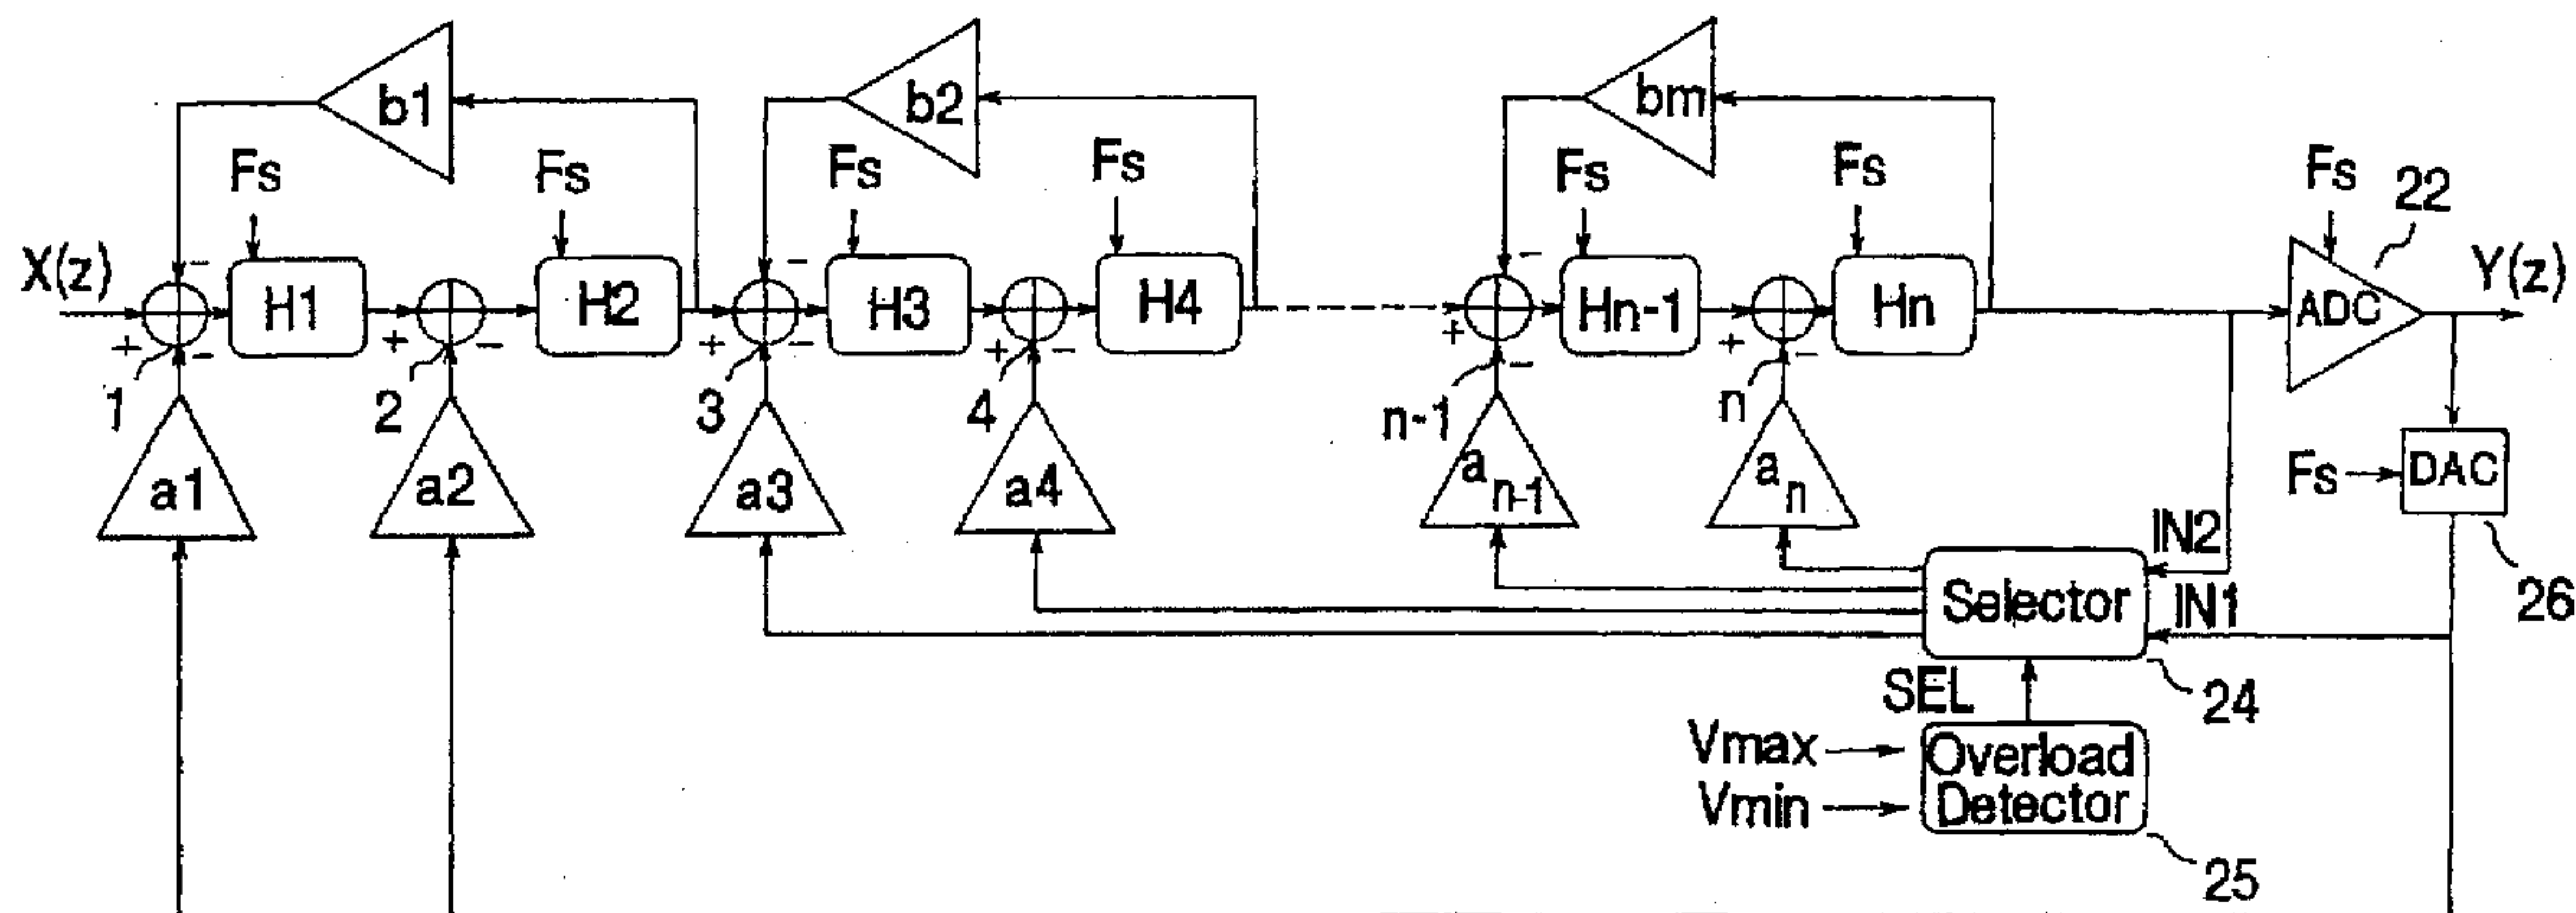 b1
b2
bm
Fs
Fs
Fs
Fs
Fs
Fs
Fs
22
X(z)
-
-
-
H1
H2
H3
H4
Hn-1
Hn
ADC
Y(z)
+
-
+
-
+
-
+
-
+
-
+
-
1
2
3
4
n-1
n
a1
a2
a3
a4
a n-1
a n
Fs
DAC
IN2
26
Selector
IN1
SEL
24
Vmax
Overload
Vmin
Detector
25